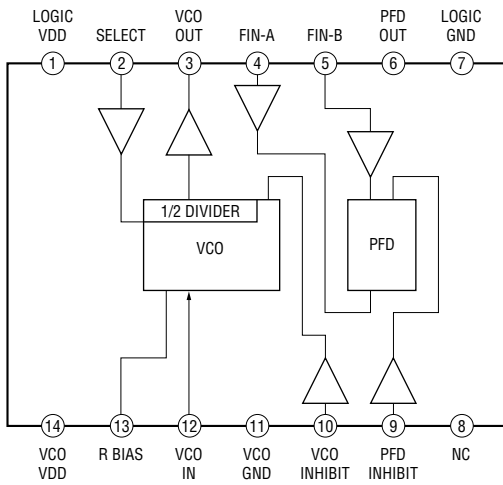 LOGIC
VDD
SELECT
VCO
OUT
FIN-A
FIN-B
PFD
OUT
LOGIC
GND
1
2
3
4
5
6
7
1/2 DIVIDER
VCO
PFD
14
13
12
11
10
9
8
VCO
VDD
R BIAS
VCO
IN
VCO
GND
VCO
INHIBIT
PFD
INHIBIT
NC